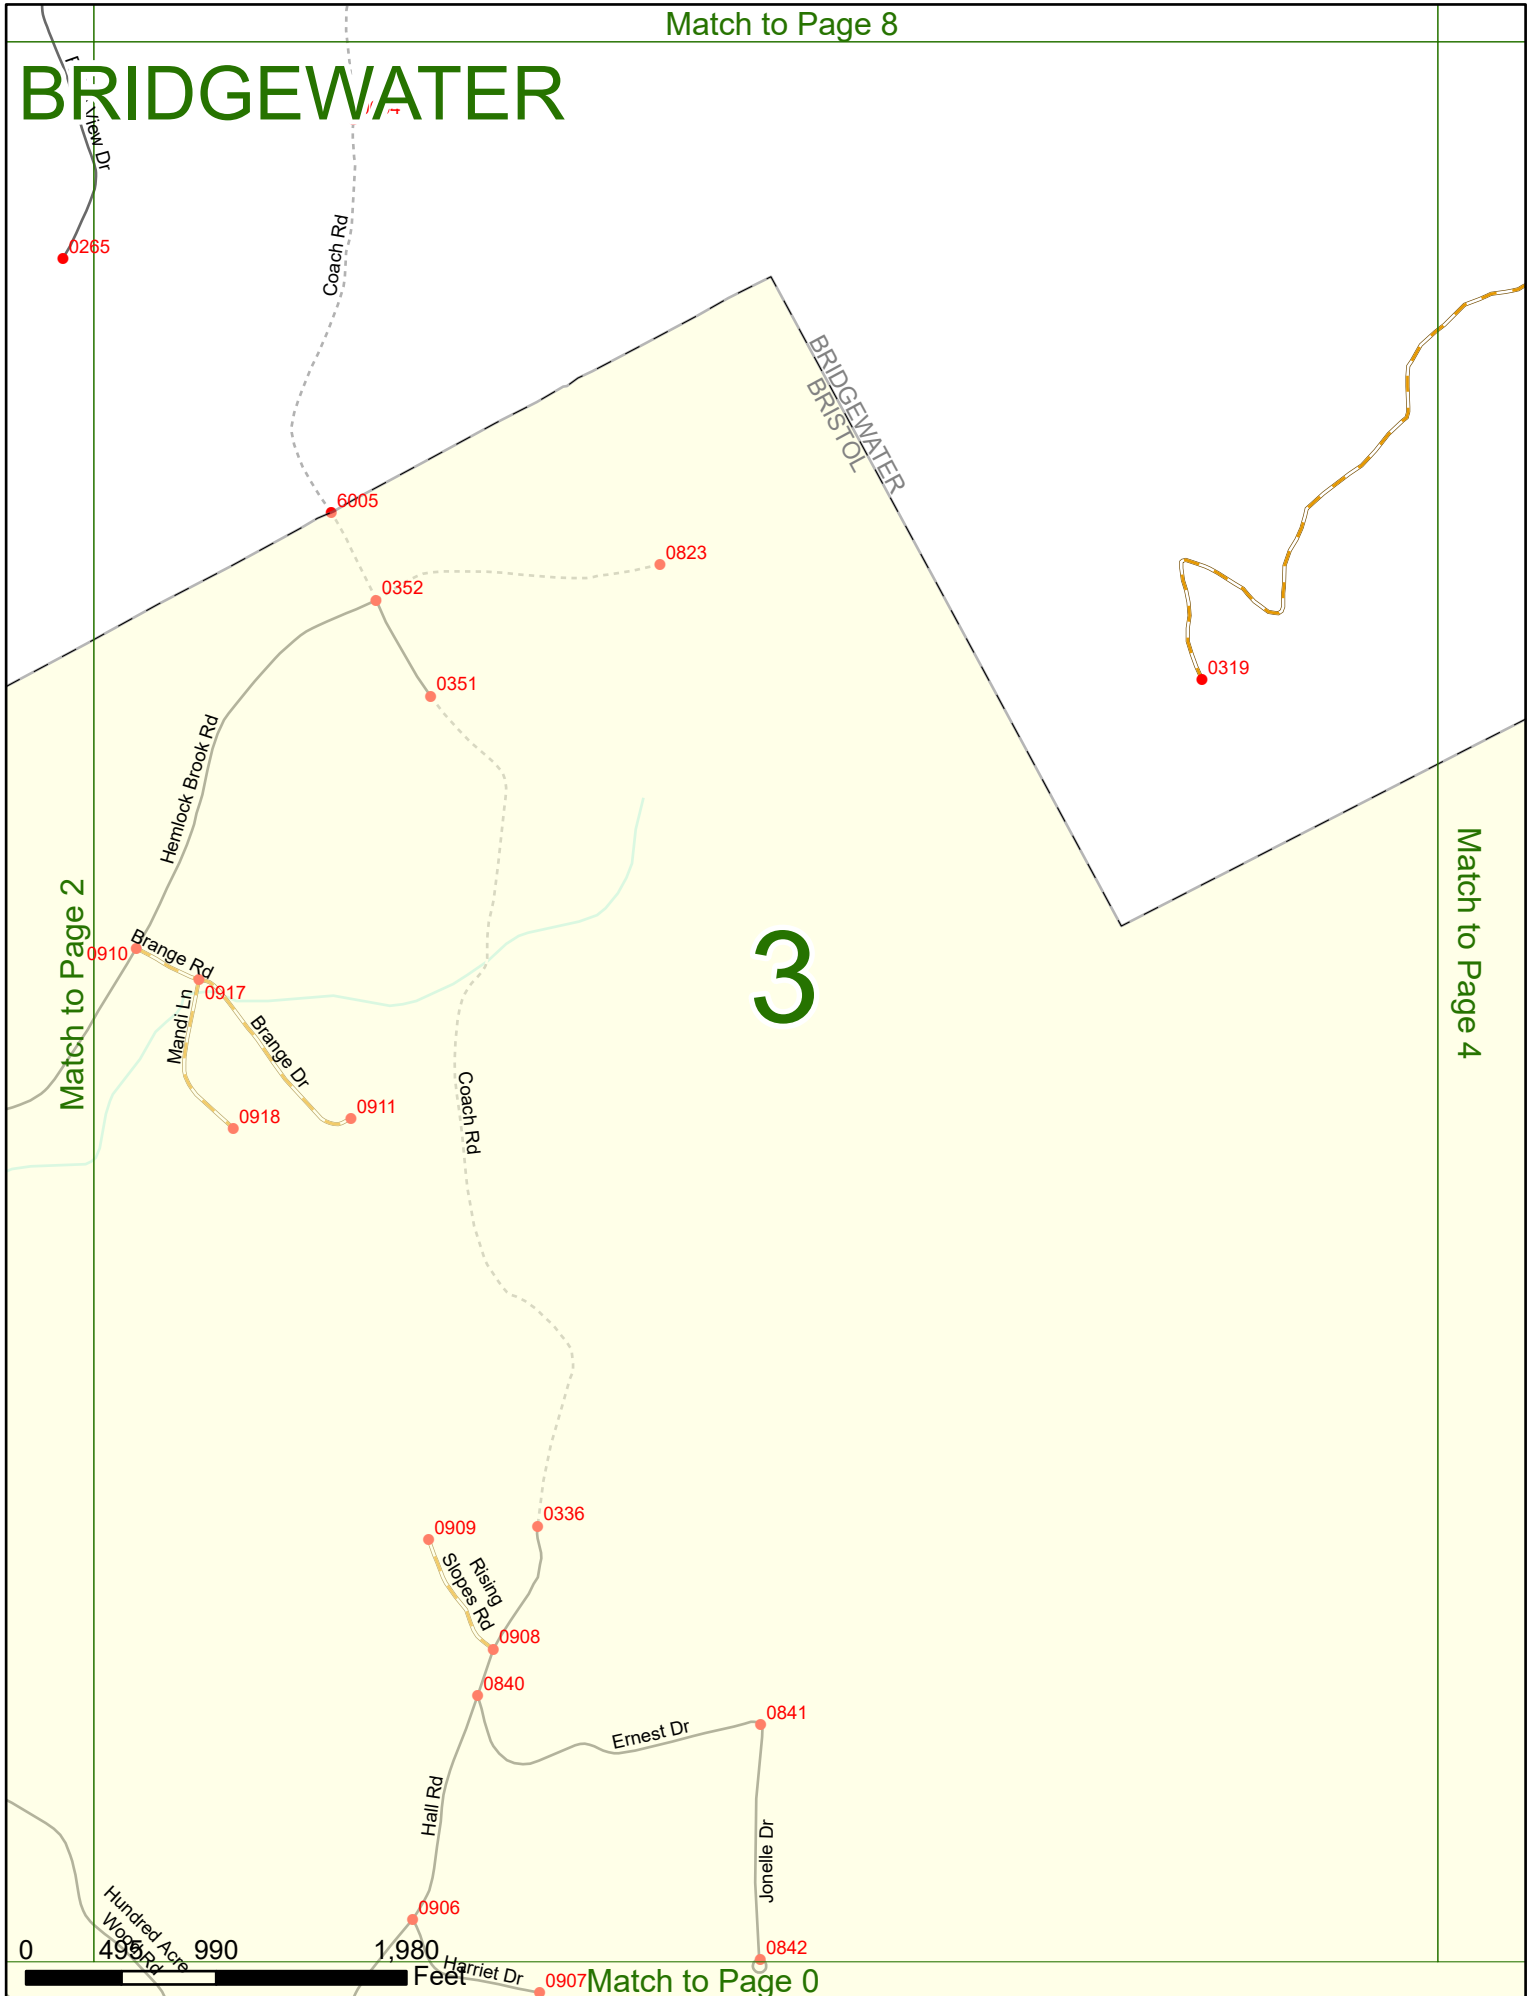 Match to Page 8
BRIDGEWATER
View Dr
0265
Coach Rd
BRIDGEWATER
BRISTOL
6005
0823
0352
0351
0319
Hemlock Brook Rd
Match to Page 2
Match to Page 4
3
0910
Brange Rd
0917
Mandi Ln
Brange Dr
0918
0911
Coach Rd
0336
0909
Rising
Slopes Rd
0908
0840
0841
Ernest Dr
Hall Rd
Jonelle Dr
0906
Hundred Acre
Wood Rd
0842
0 495 990 1,980
Feet
Harriet Dr
0907
Match to Page 0